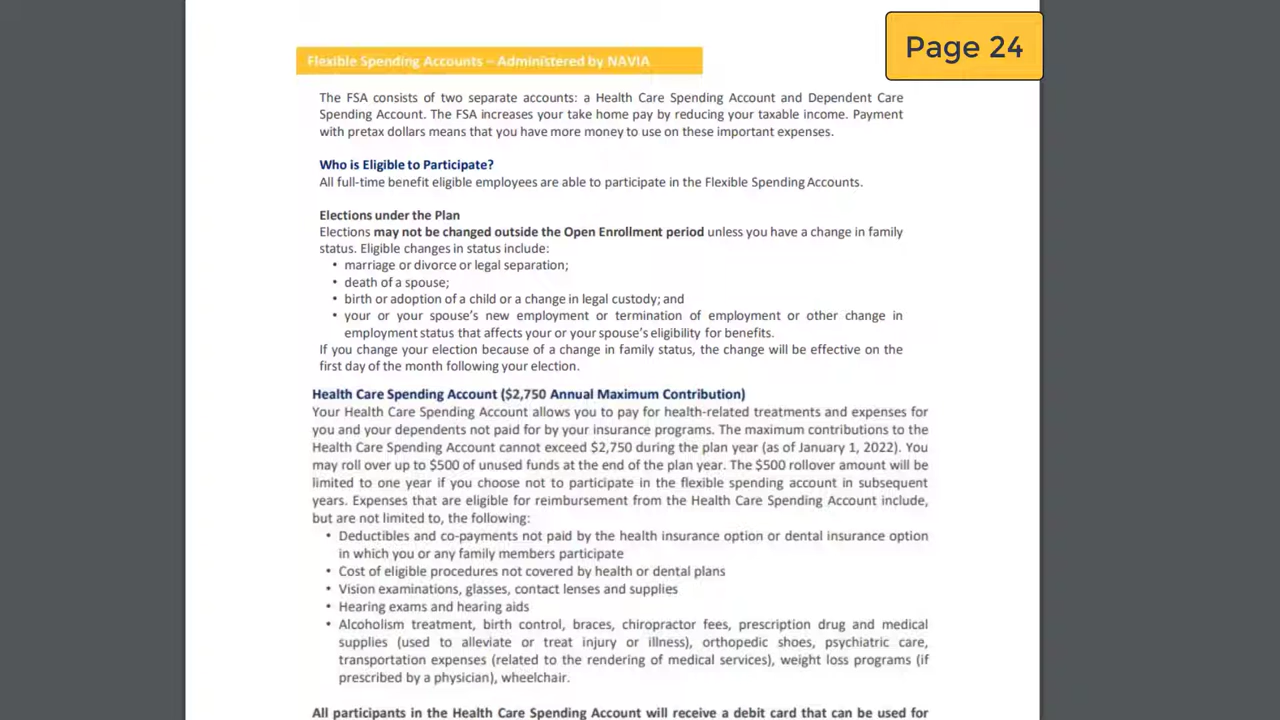 Page 24
Flexible Spending Accounts – Administered by NAVIA
The FSA consists of two separate accounts: a Health Care Spending Account and Dependent Care
Spending Account. The FSA increases your take home pay by reducing your taxable income. Payment
with pretax dollars means that you have more money to use on these important expenses.
Who is Eligible to Participate?
All full-time benefit eligible employees are able to participate in the Flexible Spending Accounts.
Elections under the Plan
Elections may not be changed outside the Open Enrollment period unless you have a change in family
status. Eligible changes in status include:
• marriage or divorce or legal separation;
• death of a spouse;
• birth or adoption of a child or a change in legal custody; and
• your or your spouse's new employment or termination of employment or other change in
employment status that affects your or your spouse's eligibility for benefits.
If you change your election because of a change in family status, the change will be effective on the
first day of the month following your election.
Health Care Spending Account ($2,750 Annual Maximum Contribution)
Your Health Care Spending Account allows you to pay for health-related treatments and expenses for
you and your dependents not paid for by your insurance programs. The maximum contributions to the
Health Care Spending Account cannot exceed $2,750 during the plan year (as of January 1, 2022). You
may roll over up to $500 of unused funds at the end of the plan year. The $500 rollover amount will be
limited to one year if you choose not to participate in the flexible spending account in subsequent
years. Expenses that are eligible for reimbursement from the Health Care Spending Account include,
but are not limited to, the following:
• Deductibles and co-payments not paid by the health insurance option or dental insurance option
in which you or any family members participate
• Cost of eligible procedures not covered by health or dental plans
• Vision examinations, glasses, contact lenses and supplies
• Hearing exams and hearing aids
• Alcoholism treatment, birth control, braces, chiropractor fees, prescription drug and medical
supplies (used to alleviate or treat injury or illness), orthopedic shoes, psychiatric care,
transportation expenses (related to the rendering of medical services), weight loss programs (if
prescribed by a physician), wheelchair.
All participants in the Health Care Spending Account will receive a debit card that can be used for